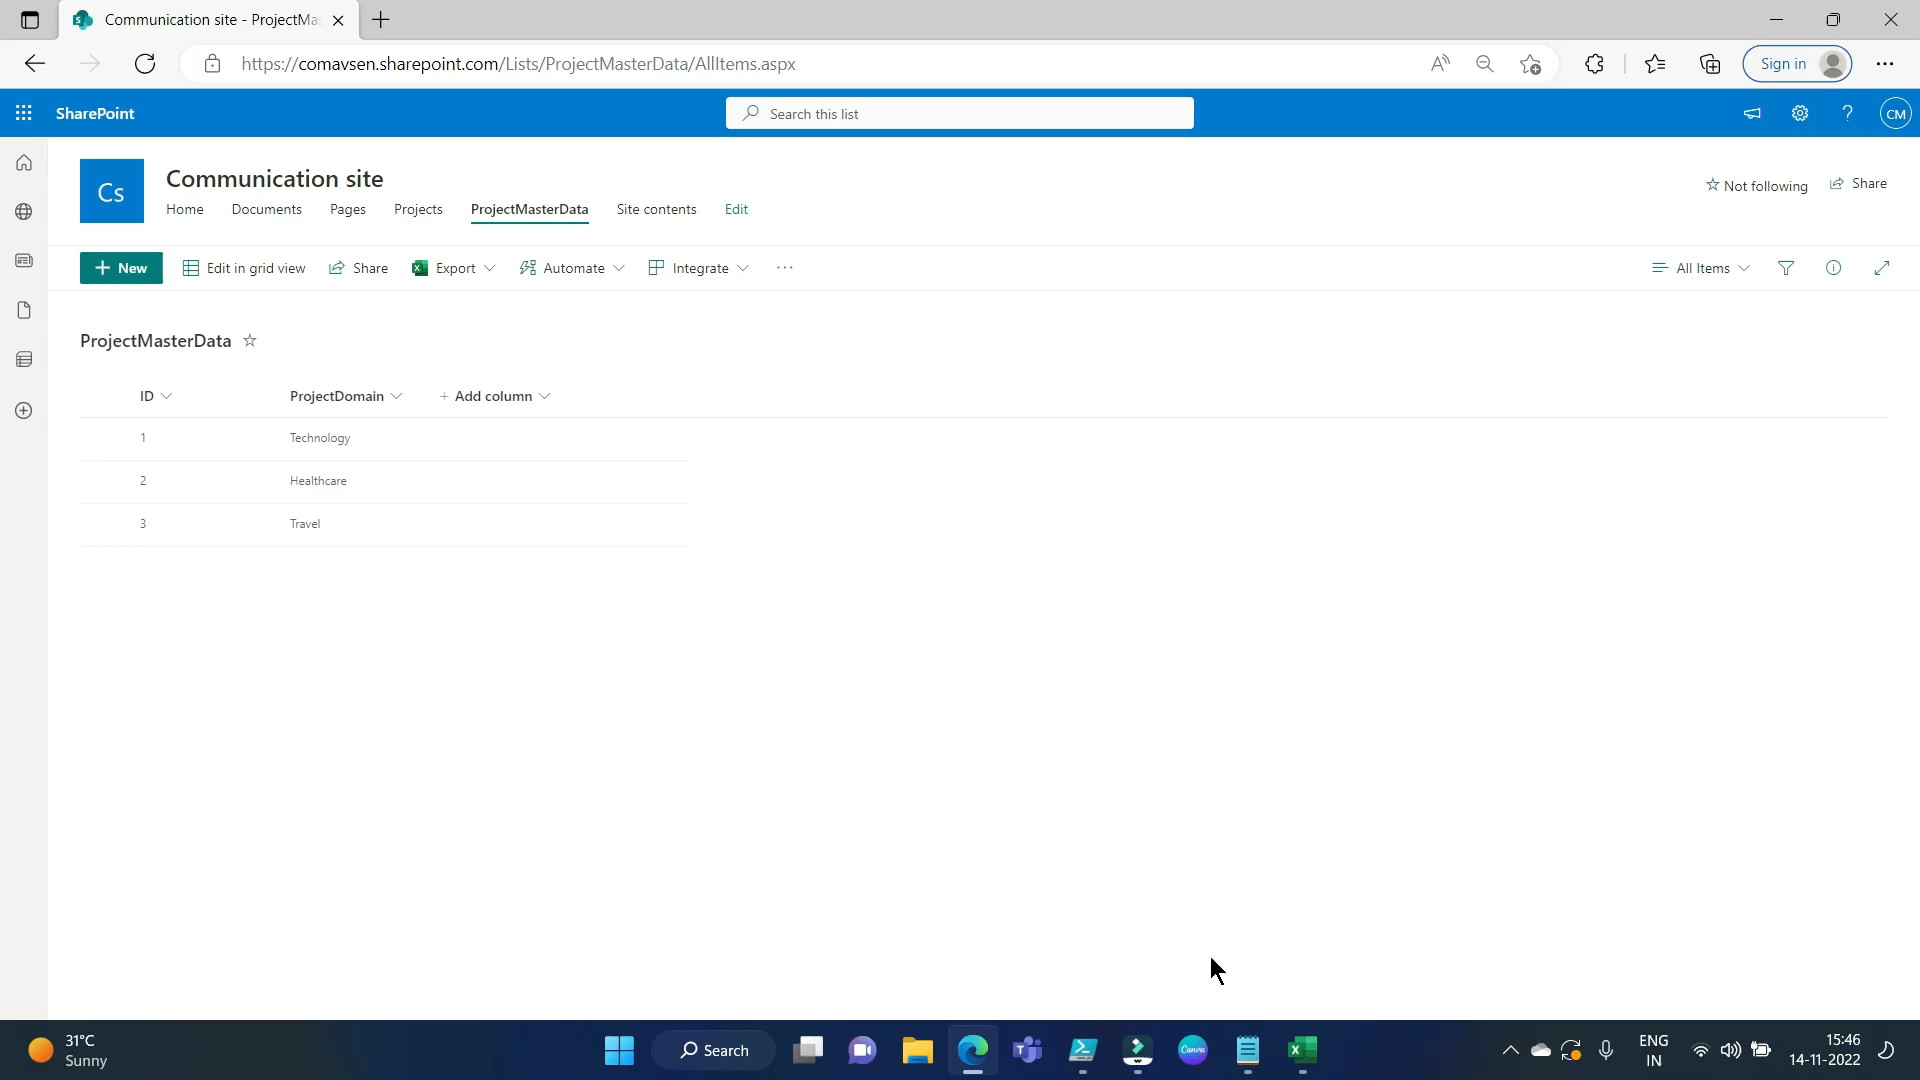 Communication site - ProjectMa
https://comavsen.sharepoint.com/Lists/ProjectMasterData/AllItems.aspx
Sign in
SharePoint
Search this list
?
CM
Cs
Communication site
Home Documents Pages Projects ProjectMasterData Site contents Edit
Not following
Share
+ New
Edit in grid view
Share
Export
Automate
Integrate
...
All Items
ProjectMasterData
ID ProjectDomain + Add column
1 Technology
2 Healthcare
3 Travel
31°C
Sunny
Search
Canva
ENG
IN
15:46
14-11-2022